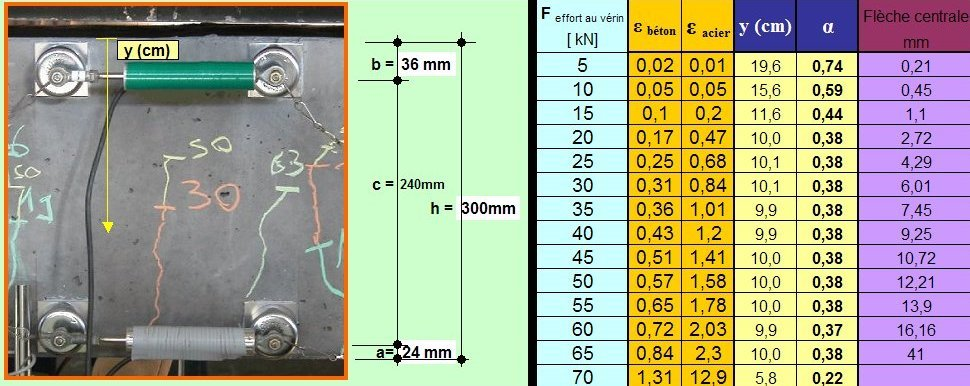 y (cm)
50
30
63
50
b = 36 mm
c = 240mm
h = 300mm
a= 24 mm
F effort au vérin [ kN] ε béton ε acier y (cm) α Flèche centrale mm
5 0,02 0,01 19,6 0,74 0,21
10 0,05 0,05 15,6 0,59 0,45
15 0,1 0,2 11,6 0,44 1,1
20 0,17 0,47 10,0 0,38 2,72
25 0,25 0,68 10,1 0,38 4,29
30 0,31 0,84 10,1 0,38 6,01
35 0,36 1,01 9,9 0,38 7,45
40 0,43 1,2 9,9 0,38 9,25
45 0,51 1,41 10,0 0,38 10,72
50 0,57 1,58 10,0 0,38 12,21
55 0,65 1,78 10,0 0,38 13,9
60 0,72 2,03 9,9 0,37 16,16
65 0,84 2,3 10,0 0,38 41
70 1,31 12,9 5,8 0,22